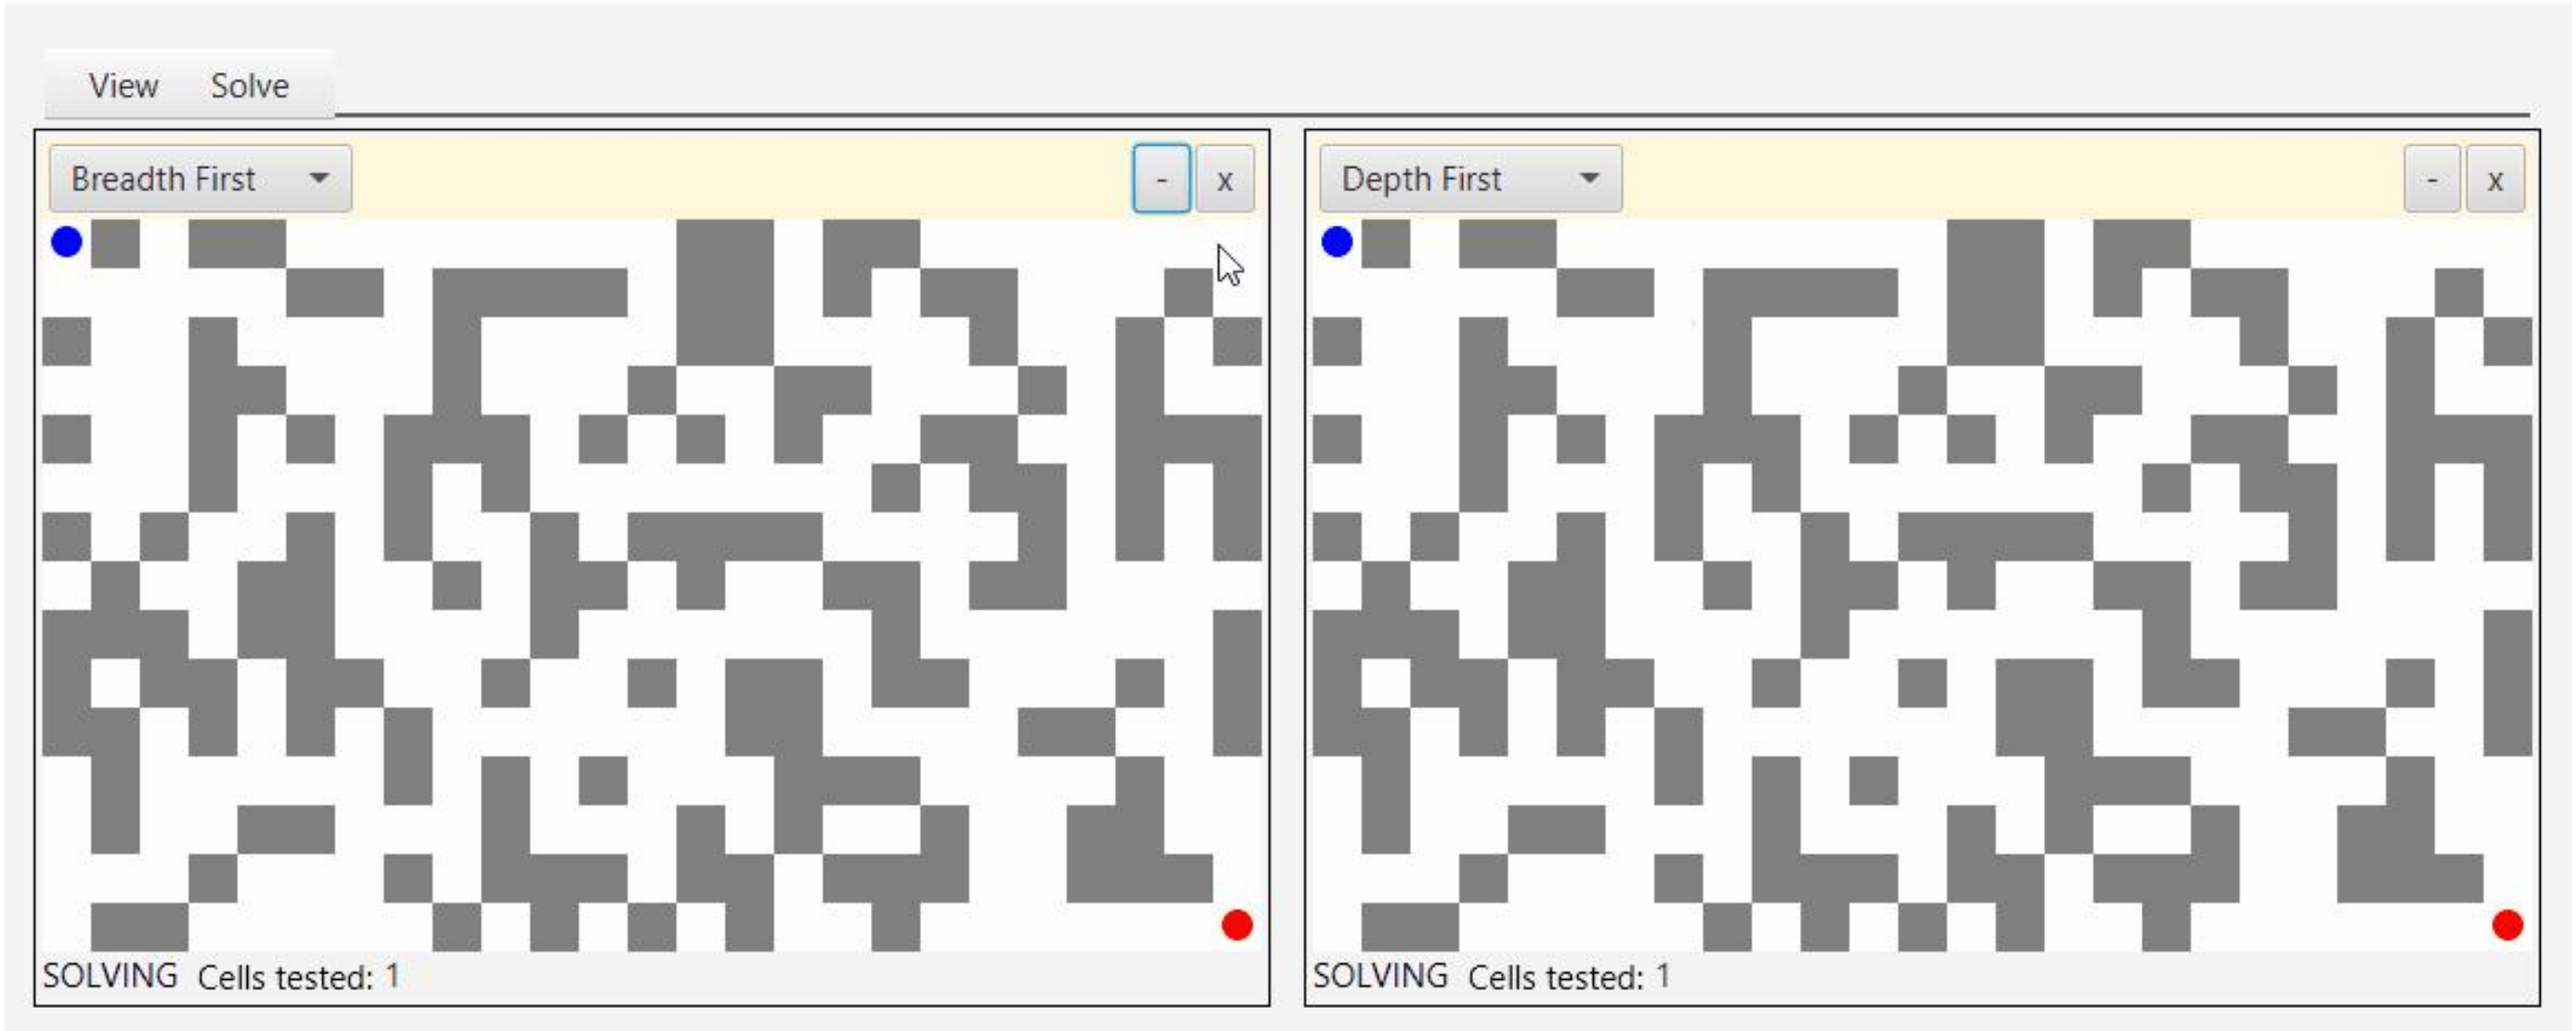 View Solve
Breadth First - x
Depth First - x
SOLVING Cells tested: 1
SOLVING Cells tested: 1